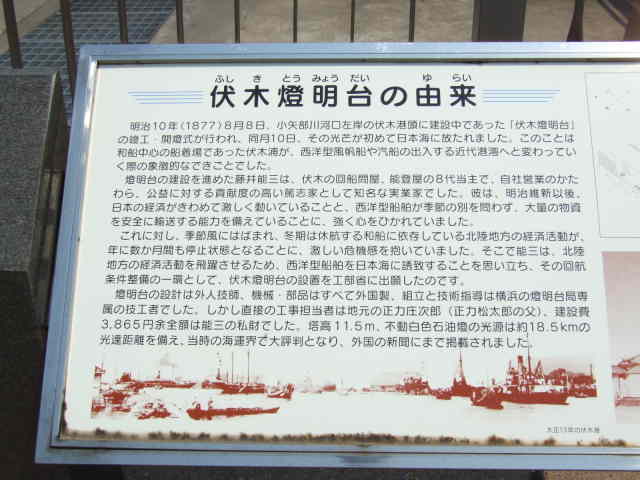 ふし き とう みょう だい ゆ らい
伏木燈明台の由来
明治10年(1877)8月8日、小矢部川河口左岸の伏木港頭に建設中であった「伏木燈明台」
の竣工・開燈式が行われ、同月10日、その光芒が初めて日本海に放たれました。このことは
和船中心の船着場であった伏木浦が、西洋型風帆船や汽船の出入する近代港湾へと変わってい
く際の象徴的なできごとでした。
燈明台の建設を進めた藤井能三は、伏木の回船問屋、能登屋の8代当主で、自社営業のかた
わら、公益に対する貢献度の高い篤志家として知名な実業家でした。彼は、明治維新以後、
日本の経済がきわめて激しく動いていることと、西洋型船舶が季節の別を問わず、大量の物資
を安全に輸送する能力を備えていることに、強く心をひかれていました。
これに対し、季節風にはばまれ、冬期は休航する和船に依存している北陸地方の経済活動が、
年に数か月間も停止状態となることに、激しい危機感を抱いていました。そこで能三は、北陸
地方の経済活動を飛躍させるため、西洋型船舶を日本海に誘致することを思い立ち、その回航
条件整備の一環として、伏木燈明台の設置を工部省に出願したのです。
燈明台の設計は外人技師、機械・部品はすべて外国製、組立と技術指導は横浜の燈明台局専
属の技工者でした。しかし直接の工事担当者は地元の正力庄次郎(正力松太郎の父)、建設費
3,865円余全額は能三の私財でした。塔高11.5m、不動白色石油燈の光源は約18.5kmの
光達距離を備え、当時の海運界で大評判となり、外国の新聞にまで掲載されました。
大正13年の伏木港